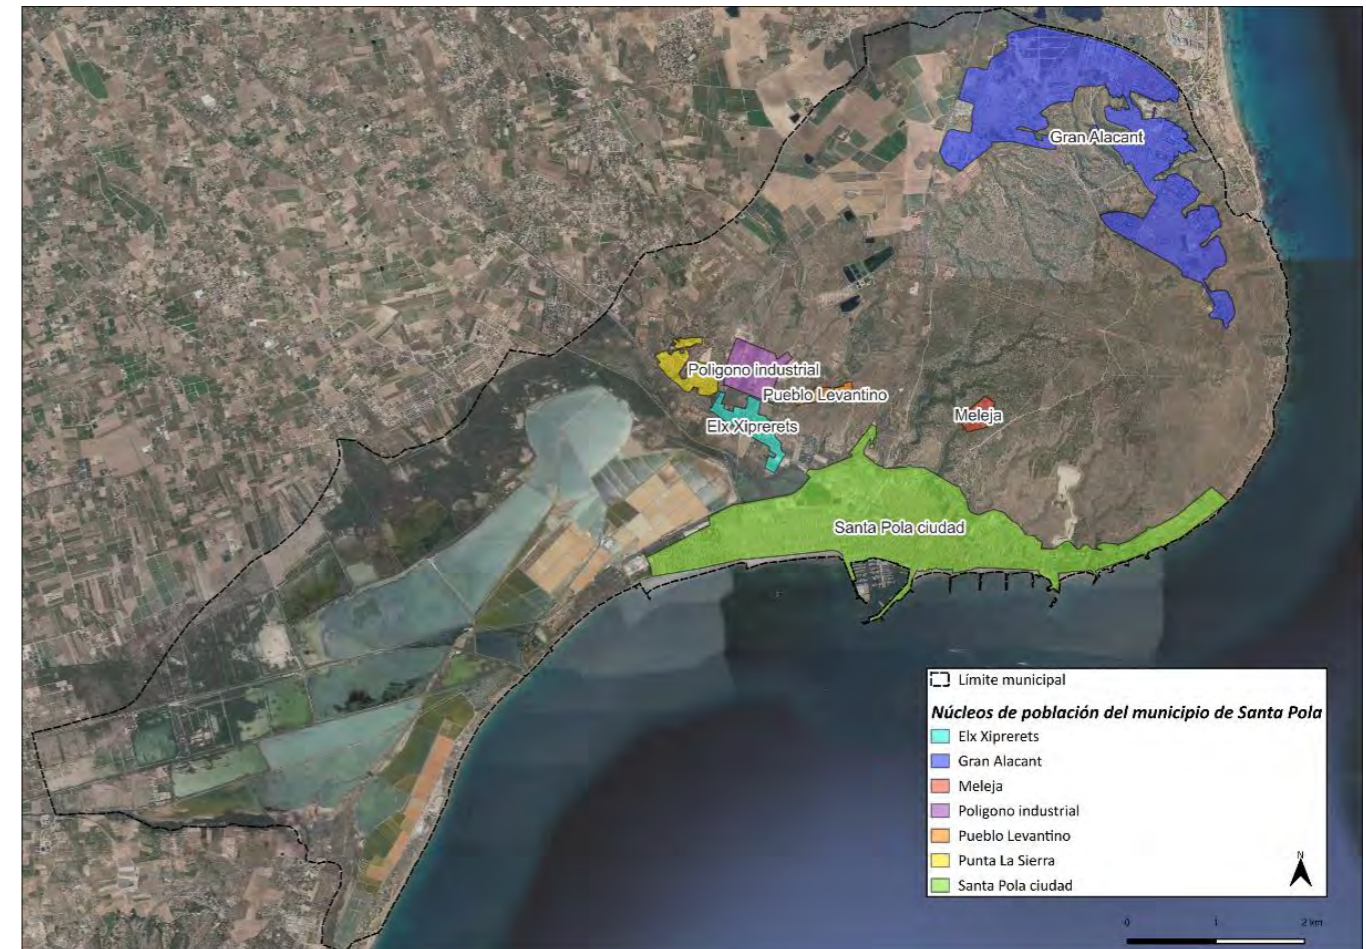 Gran Alacant
Poligono industrial
Pueblo Levantino
Elx Xiprerets
Meleja
Santa Pola ciudad
Límite municipal
Núcleos de población del municipio de Santa Pola
Elx Xiprerets
Gran Alacant
Meleja
Poligono industrial
Pueblo Levantino
Punta La Sierra
Santa Pola ciudad
N
0 1 2 km